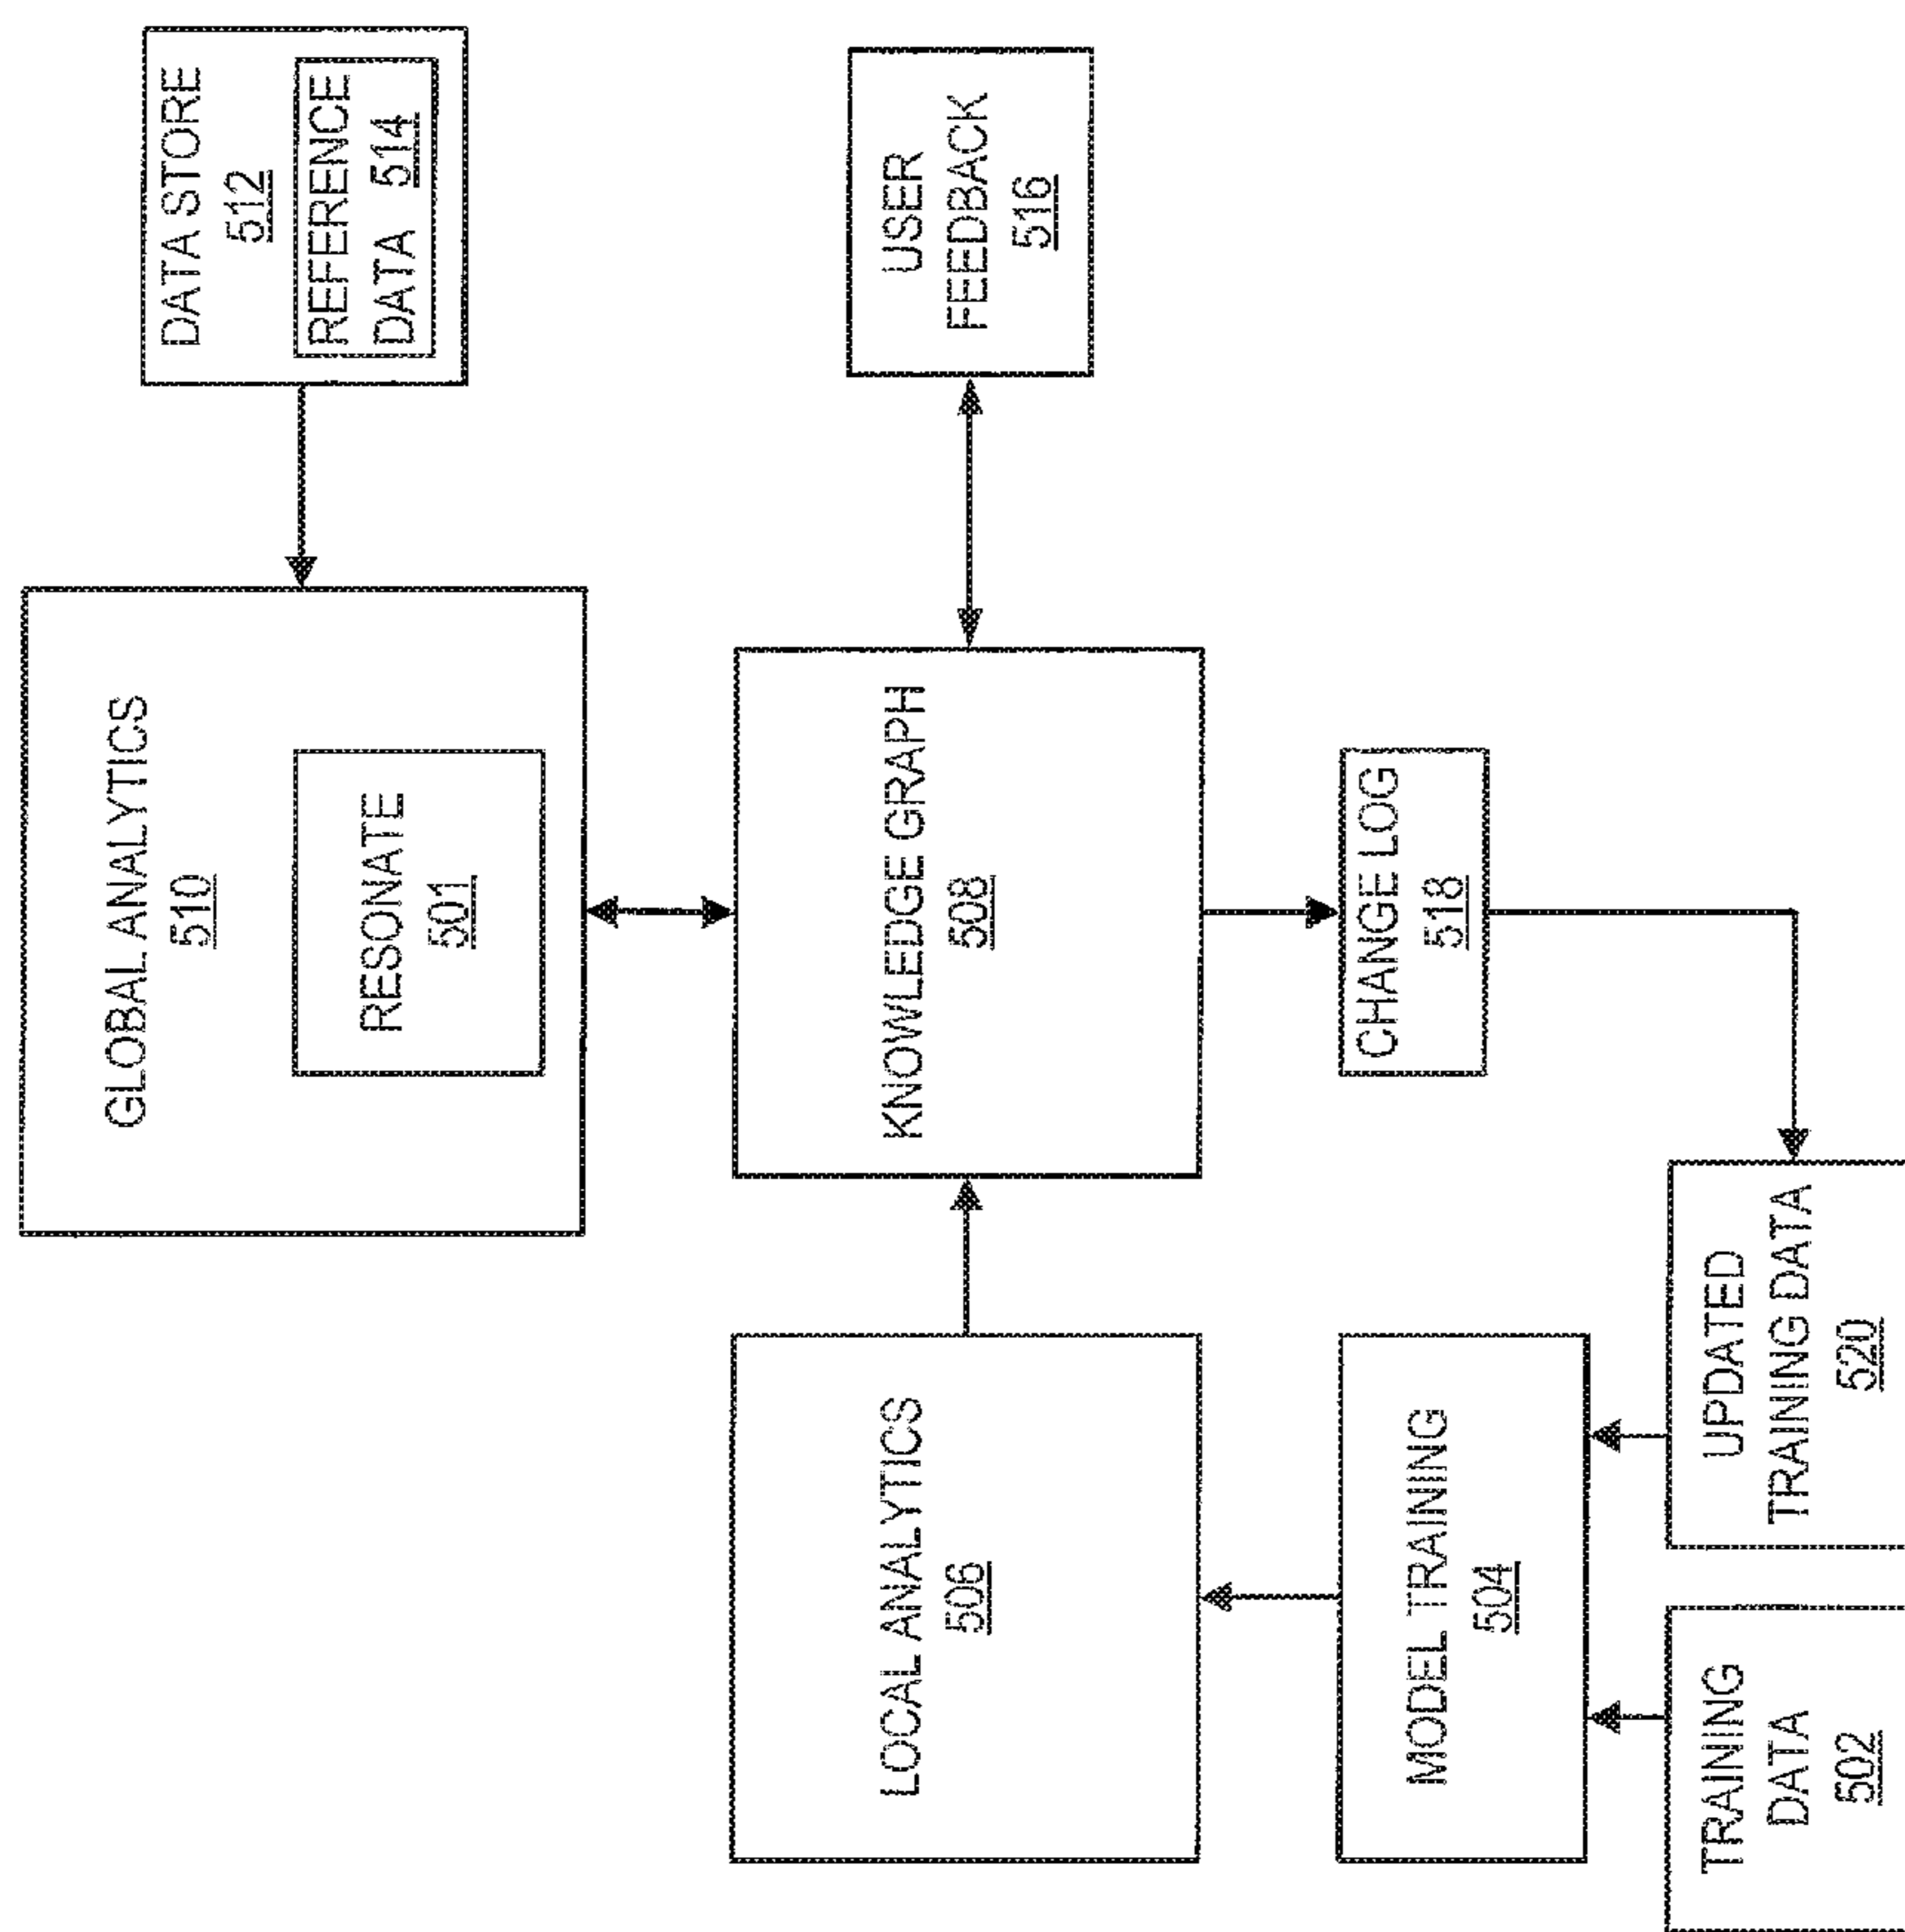 GLOBAL ANALYTICS
510
RESONATE
501
DATA STORE
512
REFERENCE
DATA 514
LOCAL ANALYTICS
506
KNOWLEDGE GRAPH
508
USER
FEEDBACK
516
MODEL TRAINING
504
CHANGE LOG
518
TRAINING
DATA
502
UPDATED
TRAINING DATA
520